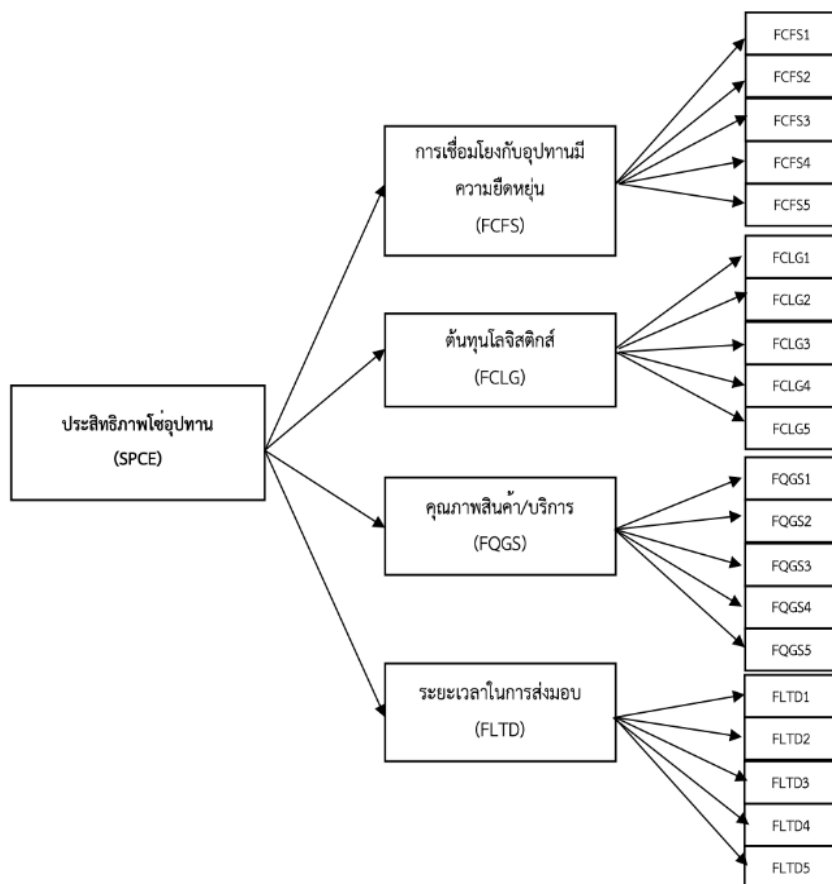 ประสิทธิภาพโซ่อุปทาน
(SPCE)
การเชื่อมโยงกับอุปทานมี
ความยืดหยุ่น
(FCFS)
ต้นทุนโลจิสติกส์
(FCLG)
คุณภาพสินค้า/บริการ
(FQGS)
ระยะเวลาในการส่งมอบ
(FLTD)
FCFS1
FCFS2
FCFS3
FCFS4
FCFS5
FCLG1
FCLG2
FCLG3
FCLG4
FCLG5
FQGS1
FQGS2
FQGS3
FQGS4
FQGS5
FLTD1
FLTD2
FLTD3
FLTD4
FLTD5